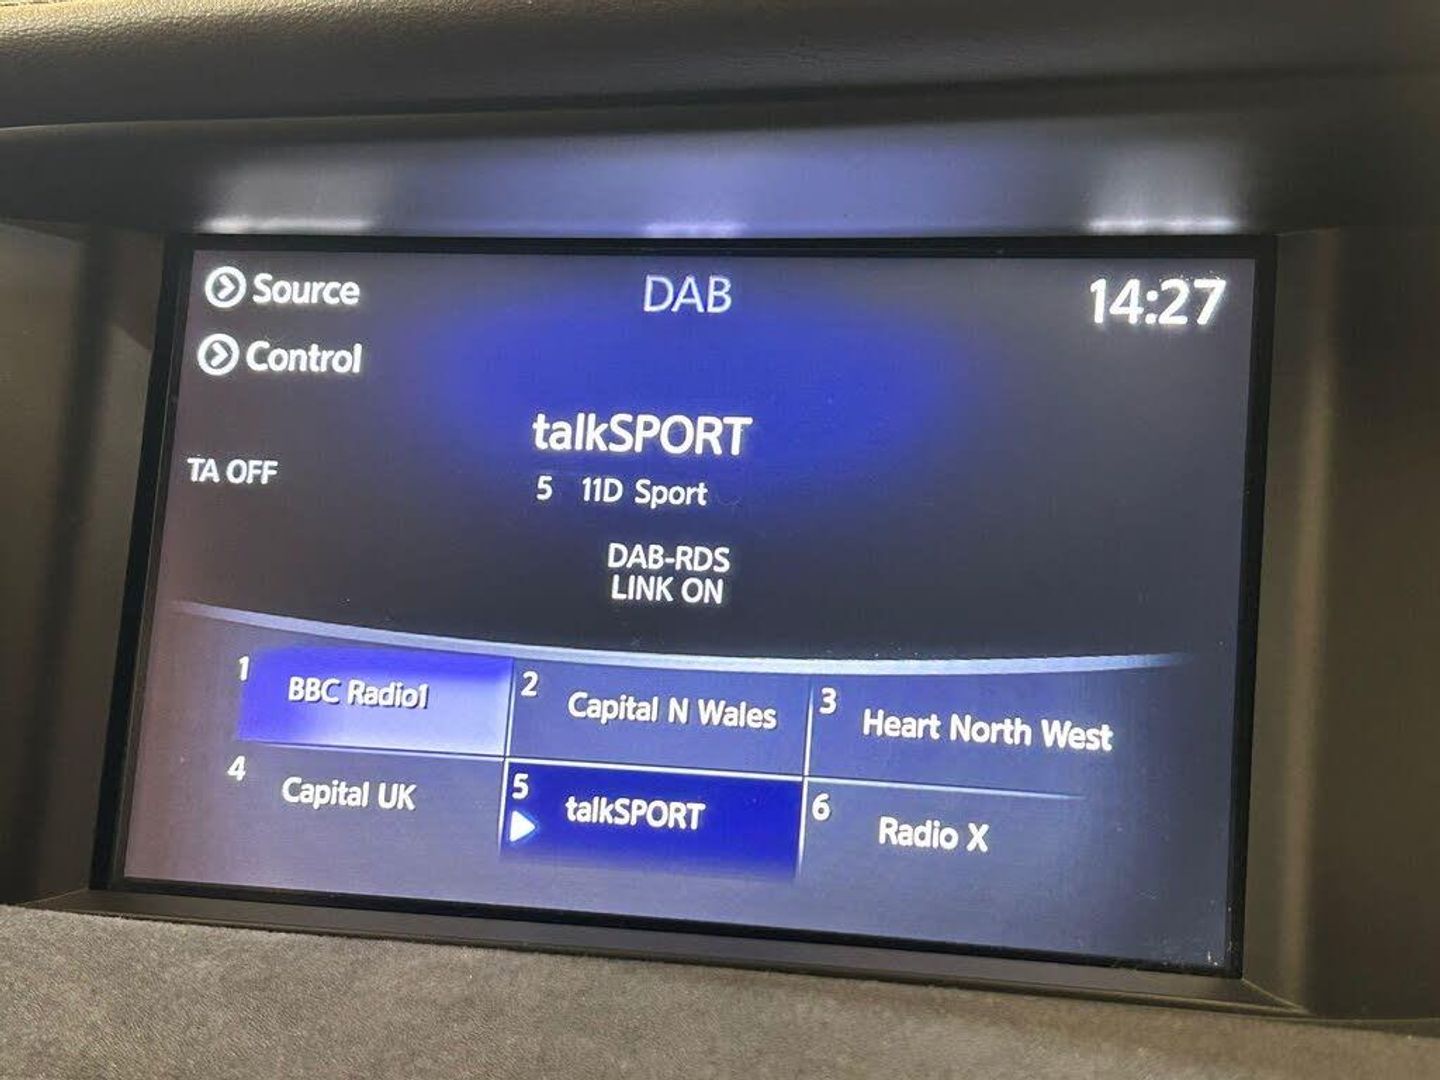 Source
DAB
14:27
Control
talkSPORT
TA OFF
5 11D Sport
DAB-RDS
LINK ON
1 BBC Radio1
2 Capital N Wales
3 Heart North West
4 Capital UK
5 talkSPORT
6 Radio X